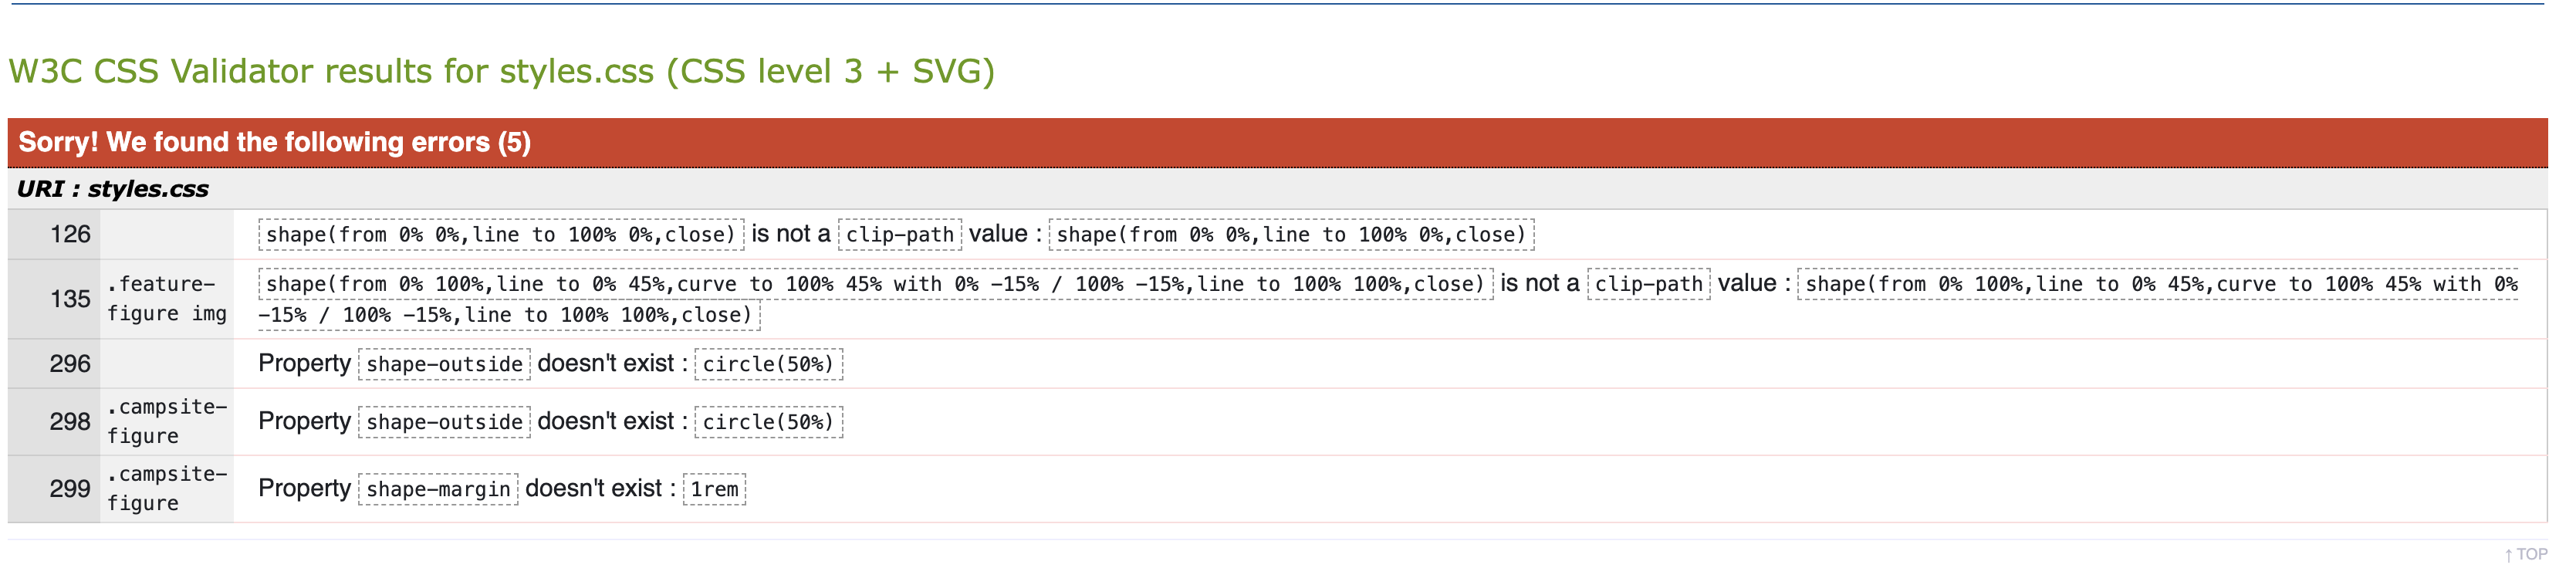 W3C CSS Validator results for styles.css (CSS level 3 + SVG)
Sorry! We found the following errors (5)
URI : styles.css
126 shape(from 0% 0%,line to 100% 0%,close) is not a clip-path value : shape(from 0% 0%,line to 100% 0%,close)
135 .feature-figure img shape(from 0% 100%,line to 0% 45%,curve to 100% 45% with 0% -15% / 100% -15%,line to 100% 100%,close) is not a clip-path value : shape(from 0% 100%,line to 0% 45%,curve to 100% 45% with 0%
-15% / 100% -15%,line to 100% 100%,close)
296 Property shape-outside doesn't exist : circle(50%)
298 .campsite-figure Property shape-outside doesn't exist : circle(50%)
299 .campsite-figure Property shape-margin doesn't exist : 1rem
↑ TOP